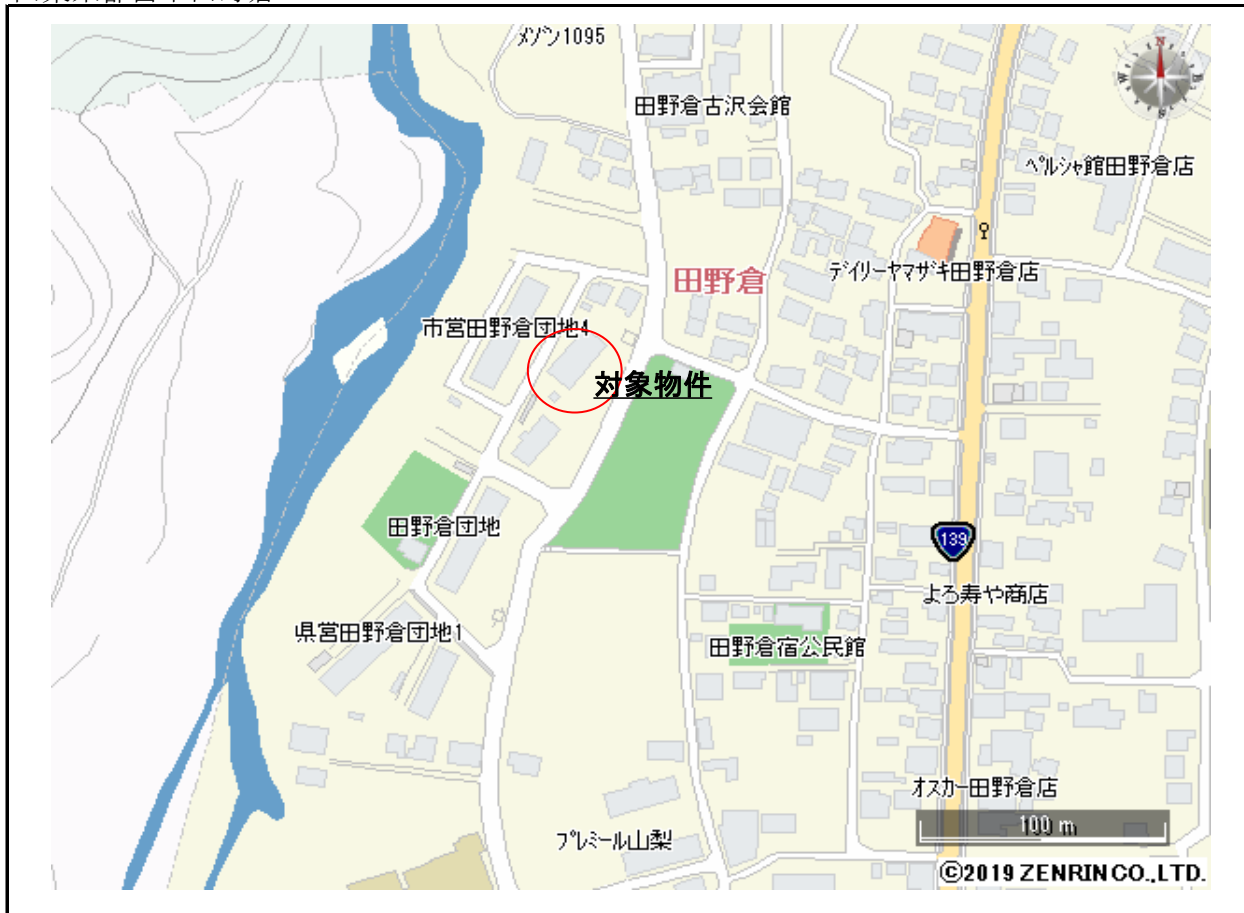 メゾン1095
田野倉古沢会館
ペルシャ館田野倉店
N
W
E
S
田野倉
デイリーヤマザキ田野倉店
市営田野倉団地4
対象物件
田野倉団地
139
よろ寿や商店
県営田野倉団地1
田野倉宿公民館
オスカー田野倉店
100 m
プレミール山梨
©2019 ZENRIN CO.,LTD.